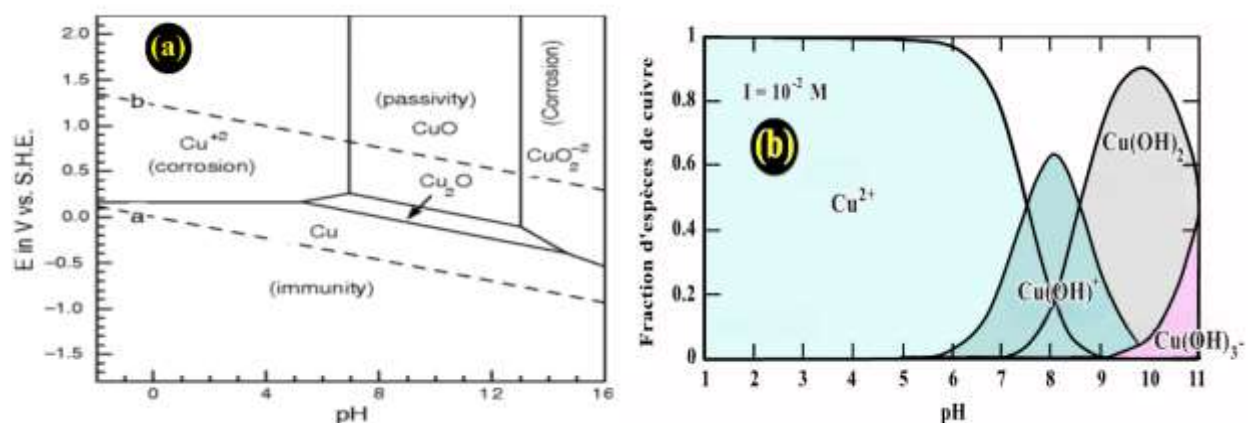 (a)
E in V vs. S.H.E.
2.0
1.5
1.0
0.5
0.0
−0.5
−1.0
−1.5
b
a
Cu+2
(corrosion)
(passivity)
CuO
(Corrosion)
CuO2-2
Cu2O
Cu
(immunity)
0
4
8
12
16
pH
(b)
Fraction d'espèces de cuivre
1
0.8
0.6
0.4
0.2
0
I = 10-2 M
Cu2+
Cu(OH)+
Cu(OH)2
Cu(OH)3-
1 2 3 4 5 6 7 8 9 10 11
pH